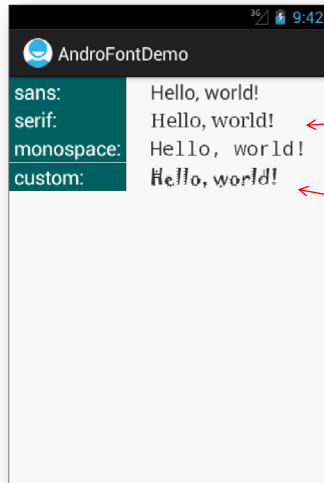 3G 9:42
AndroFontDemo
sans: Hello, world!
serif: Hello, world!
monospace: Hello, world!
custom: Hello, world!